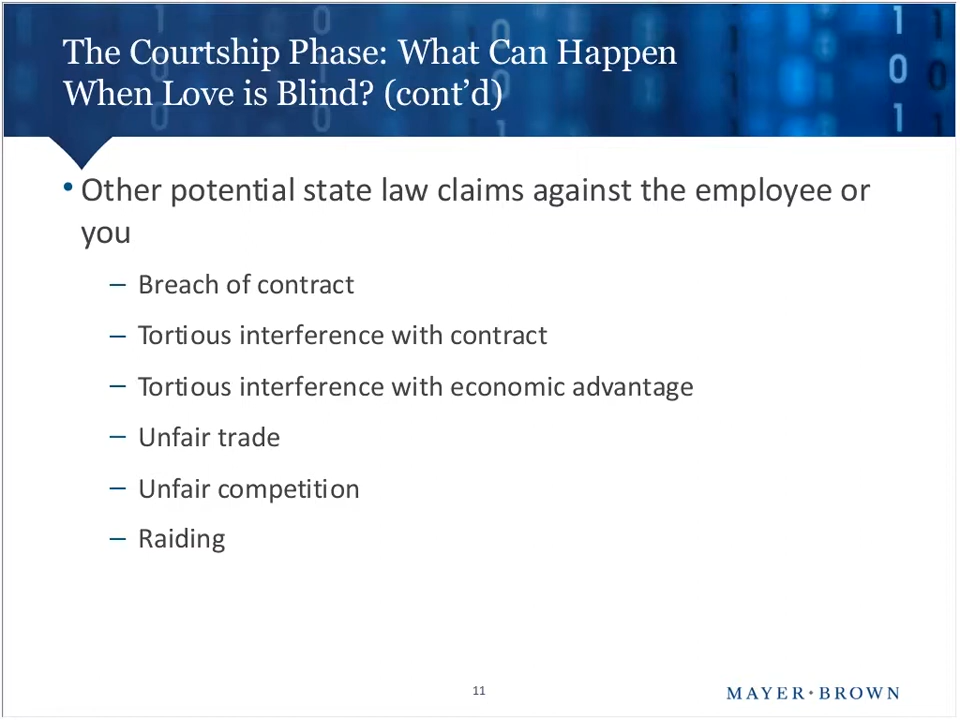 The Courtship Phase: What Can Happen
When Love is Blind? (cont’d)
• Other potential state law claims against the employee or
you
– Breach of contract
– Tortious interference with contract
– Tortious interference with economic advantage
– Unfair trade
– Unfair competition
– Raiding
11
MAYER • BROWN